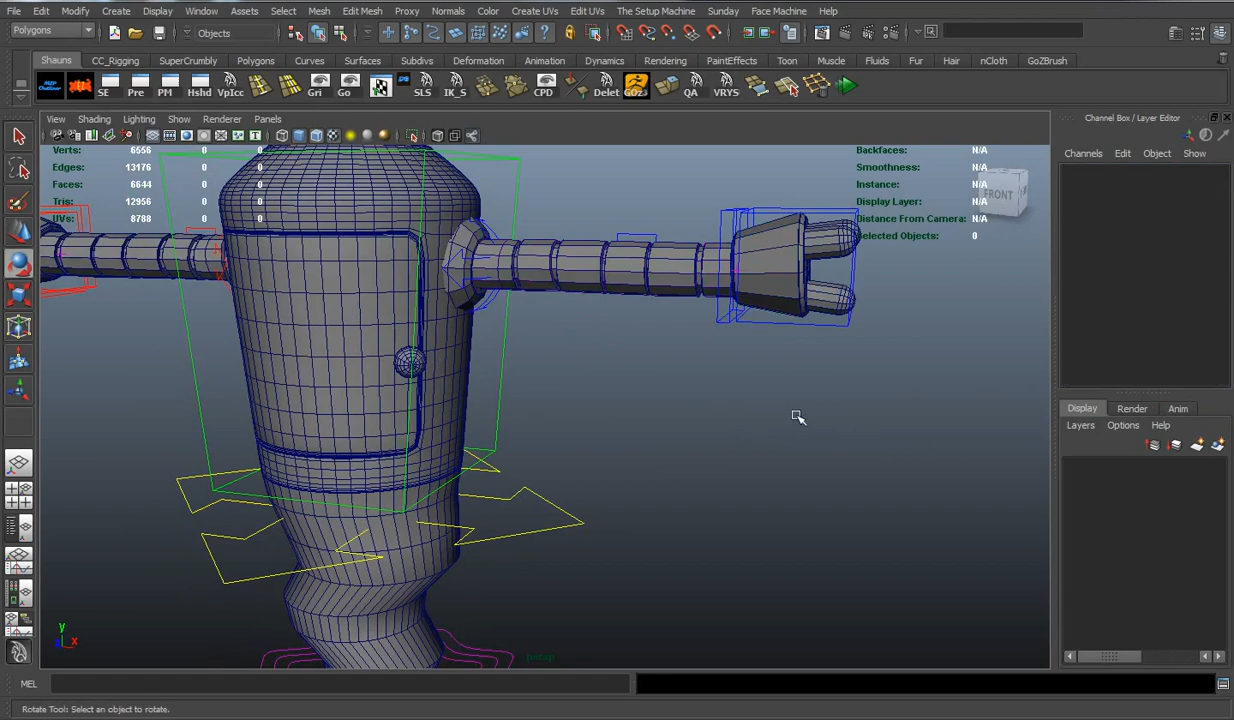 File Edit Modify Create Display Window Assets Select Mesh Edit Mesh Proxy Normals Color Create UVs Edit UVs The Setup Machine Sunday Face Machine Help
Polygons Objects
Shauns CC_Rigging SuperCrumbly Polygons Curves Surfaces Subdivs Deformation Animation Dynamics Rendering PaintEffects Toon Muscle Fluids Fur Hair nCloth GoZBrush
SE Pre PM Hshd VpIcc Gri Go SLS IK_S CPD Delet GOz QA VRYS
View Shading Lighting Show Renderer Panels
Channel Box / Layer Editor
Channels Edit Object Show
Verts: 6556 0 0
Edges: 13176 0 0
Faces: 6644 0 0
Tris: 12956 0 0
UVs: 8788 0 0
Backfaces: N/A
Smoothness: N/A
Instance: N/A
Display Layer: N/A
Distance From Camera: N/A
Selected Objects: 0
FRONT
Display Render Anim
Layers Options Help
y
x
persp
MEL
Rotate Tool: Select an object to rotate.